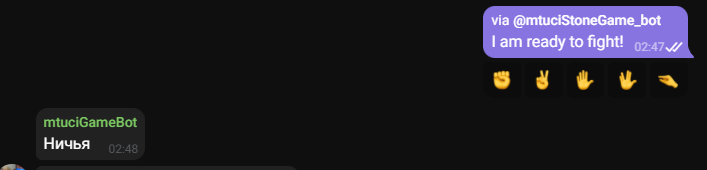 via @mtuciStoneGame_bot
I am ready to fight! 02:47
mtuciGameBot
Ничья 02:48